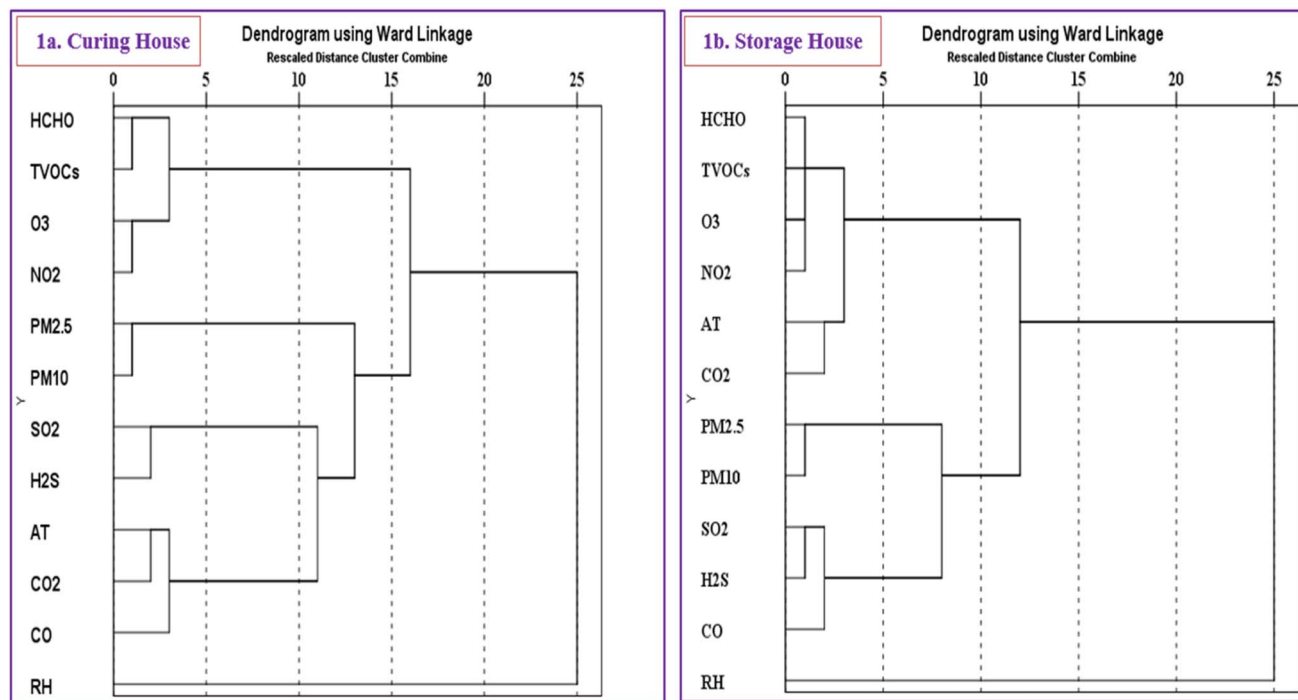 1a. Curing House
Dendrogram using Ward Linkage
Rescaled Distance Cluster Combine
0 5 10 15 20 25
HCHO
TVOCs
O3
NO2
PM2.5
PM10
Y
SO2
H2S
AT
CO2
CO
RH
1b. Storage House
Dendrogram using Ward Linkage
Rescaled Distance Cluster Combine
0 5 10 15 20 25
HCHO
TVOCs
O3
NO2
AT
CO2
Y
PM2.5
PM10
SO2
H2S
CO
RH